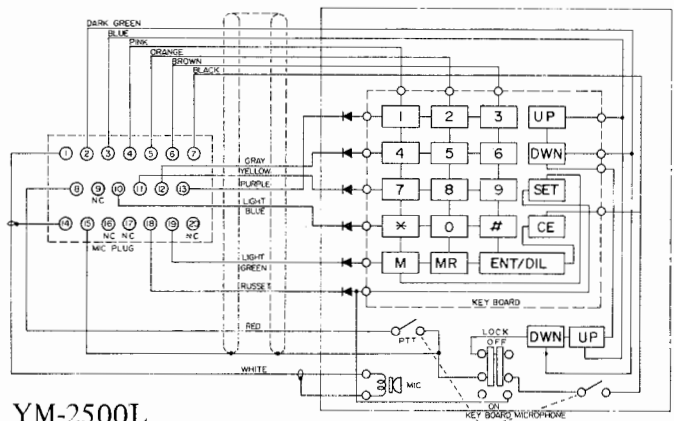 DARK GREEN
BLUE
PINK
ORANGE
BROWN
BLACK
1 2 3 4 5 6 7
8 9 10 11 12 13
NC
14 15 16 17 18 19 20
NC NC NC
MIC PLUG
GRAY
YELLOW
PURPLE
LIGHT
BLUE
LIGHT
GREEN
RUSSET
RED
WHITE
1 2 3 UP
4 5 6 DWN
7 8 9 SET
* 0 # CE
M MR ENT/DIL
KEY BOARD
PTT
LOCK
OFF
DWN UP
MIC
ON
KEY BOARD MICROPHONE
YM-2500L